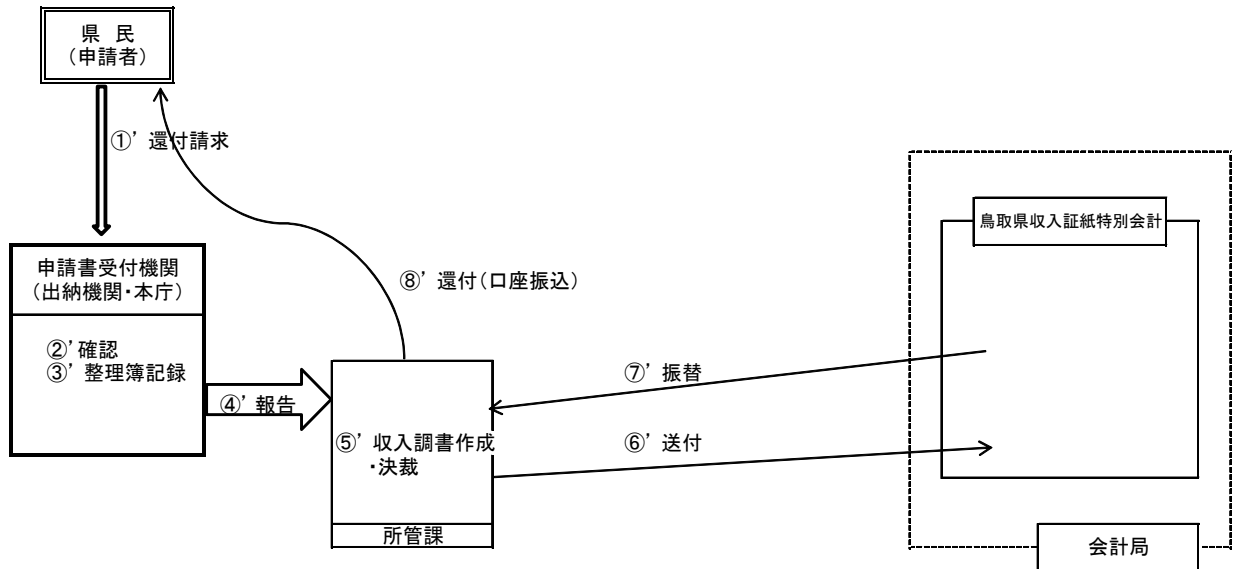 県 民
(申請者)
①’ 還付請求
鳥取県収入証紙特別会計
申請書受付機関
(出納機関・本庁)
⑧’ 還付(口座振込)
②’ 確認
③’ 整理簿記録
⑦’ 振替
④’ 報告
⑤’ 収入調書作成
・決裁
⑥’ 送付
所管課
会計局